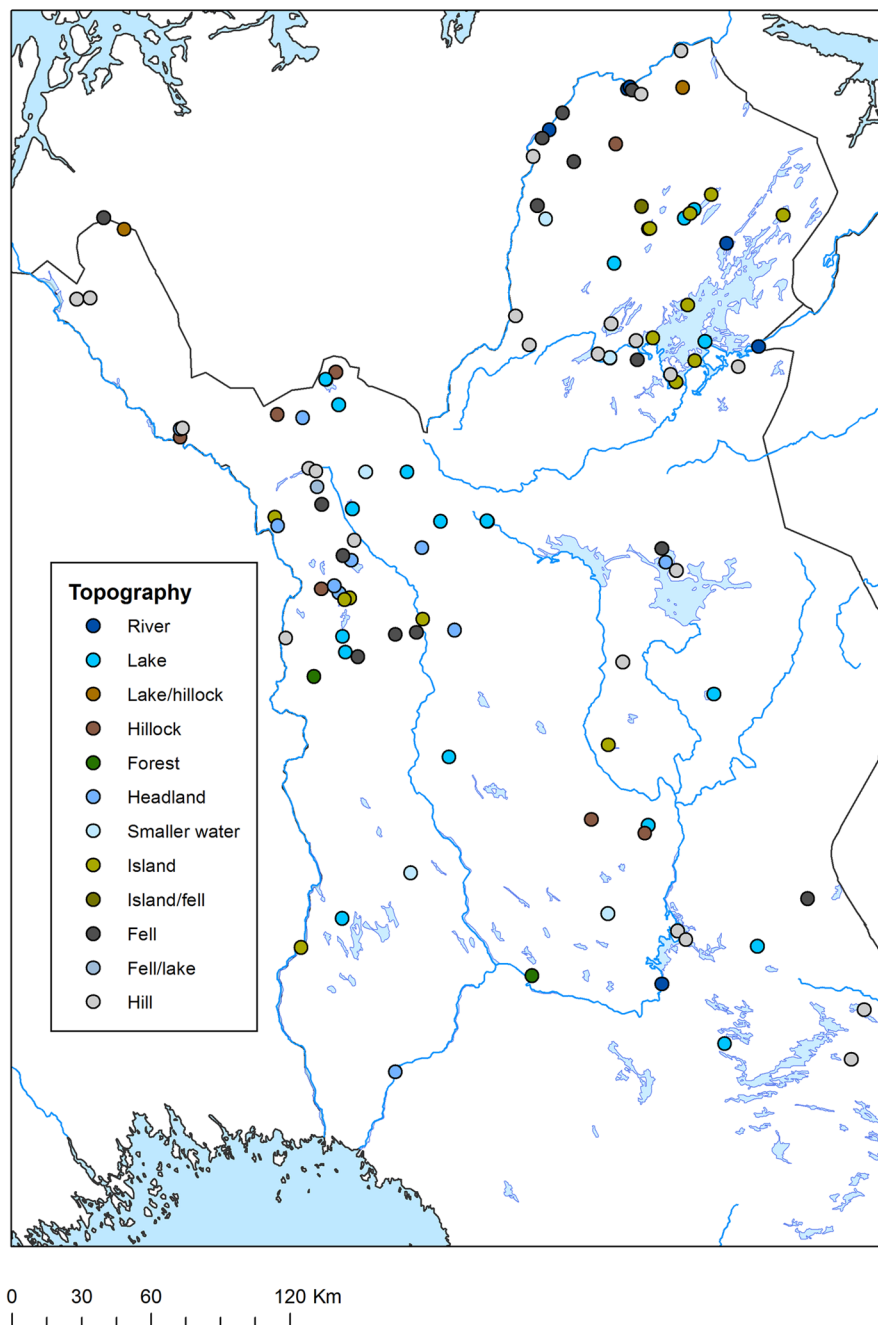 Topography
River
Lake
Lake/hillock
Hillock
Forest
Headland
Smaller water
Island
Island/fell
Fell
Fell/lake
Hill
0 30 60 120 Km